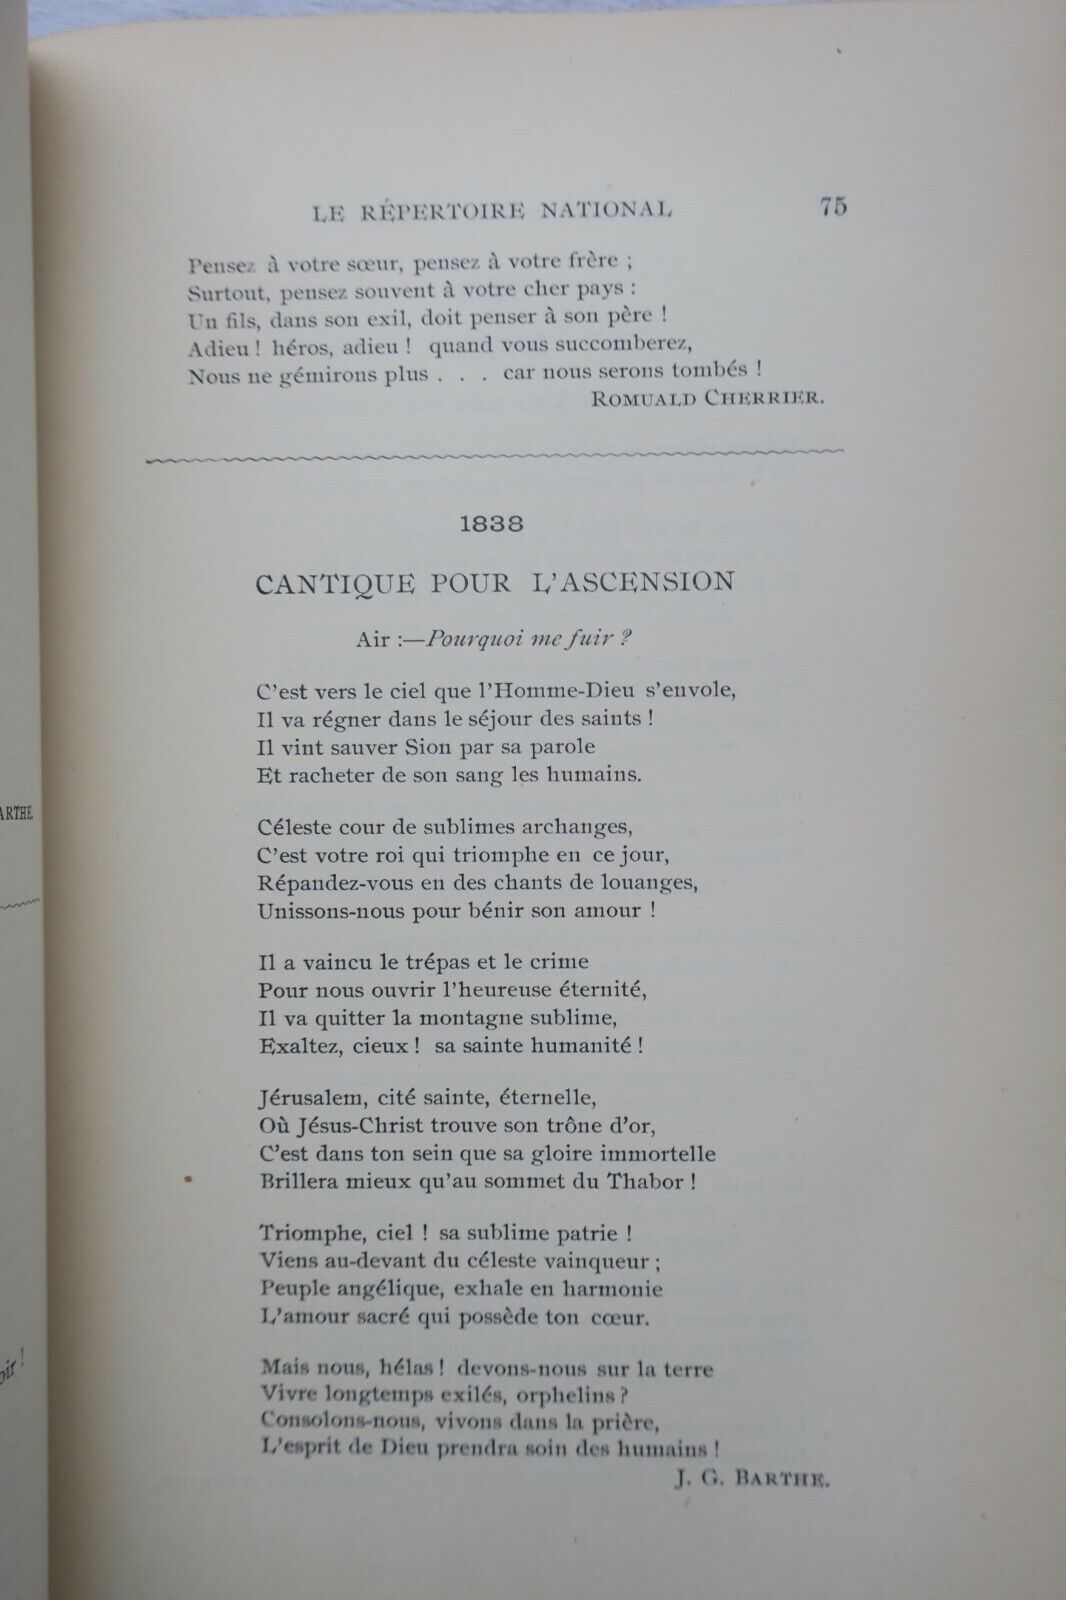 LE RÉPERTOIRE NATIONAL 75
Pensez à votre sœur, pensez à votre frère ;
Surtout, pensez souvent à votre cher pays :
Un fils, dans son exil, doit penser à son père !
Adieu ! héros, adieu ! quand vous succomberez,
Nous ne gémirons plus . . . car nous serons tombés !
ROMUALD CHERRIER.
1838
CANTIQUE POUR L'ASCENSION
Air :—Pourquoi me fuir ?
C'est vers le ciel que l'Homme-Dieu s'envole,
Il va régner dans le séjour des saints !
Il vint sauver Sion par sa parole
Et racheter de son sang les humains.
Céleste cour de sublimes archanges,
C'est votre roi qui triomphe en ce jour,
Répandez-vous en des chants de louanges,
Unissons-nous pour bénir son amour !
Il a vaincu le trépas et le crime
Pour nous ouvrir l'heureuse éternité,
Il va quitter la montagne sublime,
Exaltez, cieux ! sa sainte humanité !
Jérusalem, cité sainte, éternelle,
Où Jésus-Christ trouve son trône d'or,
C'est dans ton sein que sa gloire immortelle
Brillera mieux qu'au sommet du Thabor !
Triomphe, ciel ! sa sublime patrie !
Viens au-devant du céleste vainqueur ;
Peuple angélique, exhale en harmonie
L'amour sacré qui possède ton cœur.
Mais nous, hélas ! devons-nous sur la terre
Vivre longtemps exilés, orphelins ?
Consolons-nous, vivons dans la prière,
L'esprit de Dieu prendra soin des humains !
J. G. BARTHE.
ARTHE
oir !